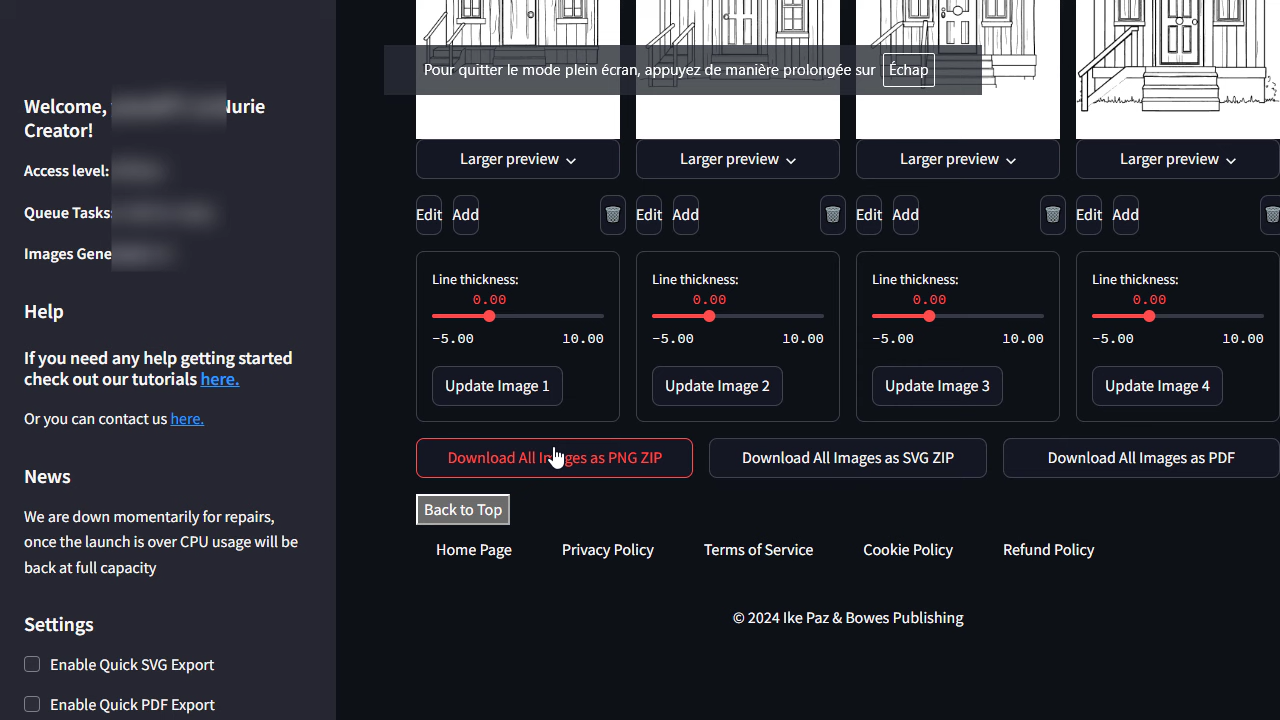 Pour quitter le mode plein écran, appuyez de manière prolongée sur Échap
Welcome, Nurie
Creator!
Access level:
Queue Tasks:
Images
Help
If you need any help getting started
check out our tutorials here.
Or you can contact us here.
News
We are down momentarily for repairs,
once the launch is over CPU usage will be
back at full capacity
Settings
Enable Quick SVG Export
Enable Quick PDF Export
Larger preview Larger preview Larger preview Larger preview
Edit Add Edit Add Edit Add Edit Add
Line thickness: Line thickness: Line thickness: Line thickness:
0.00 0.00 0.00 0.00
-5.00 10.00 -5.00 10.00 -5.00 10.00 -5.00 10.00
Update Image 1 Update Image 2 Update Image 3 Update Image 4
Download All Images as PNG ZIP Download All Images as SVG ZIP Download All Images as PDF
Back to Top
Home Page Privacy Policy Terms of Service Cookie Policy Refund Policy
© 2024 Ike Paz & Bowes Publishing